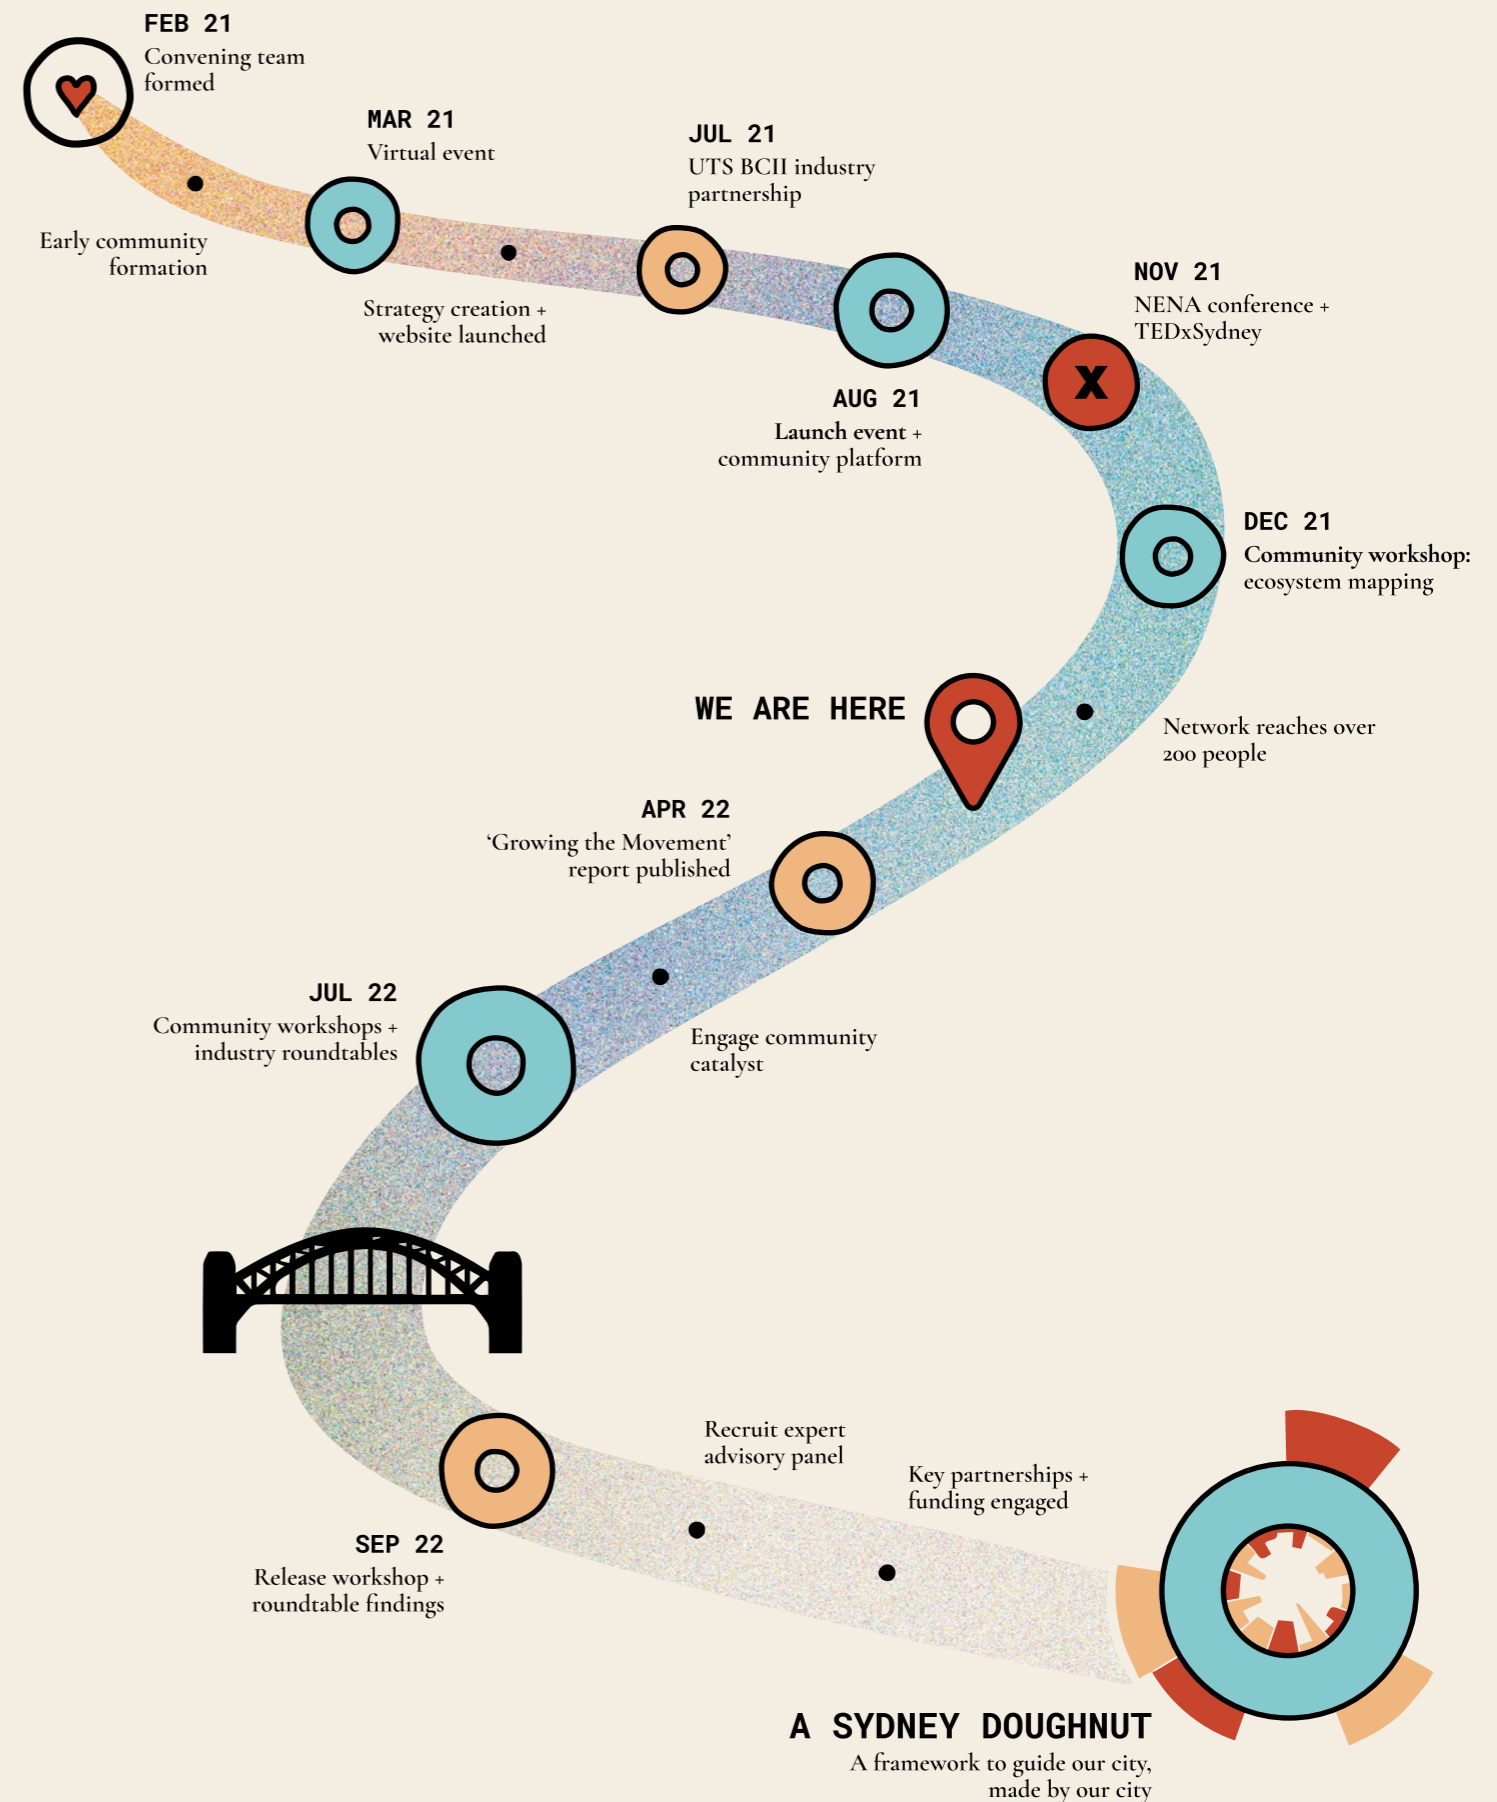 FEB 21
Convening team
formed
MAR 21
Virtual event
JUL 21
UTS BCII industry
partnership
Early community
formation
Strategy creation +
website launched
NOV 21
NENA conference +
TEDxSydney
X
AUG 21
Launch event +
community platform
DEC 21
Community workshop:
ecosystem mapping
WE ARE HERE
Network reaches over
200 people
APR 22
‘Growing the Movement’
report published
JUL 22
Community workshops +
industry roundtables
Engage community
catalyst
Recruit expert
advisory panel
Key partnerships +
funding engaged
SEP 22
Release workshop +
roundtable findings
A SYDNEY DOUGHNUT
A framework to guide our city,
made by our city